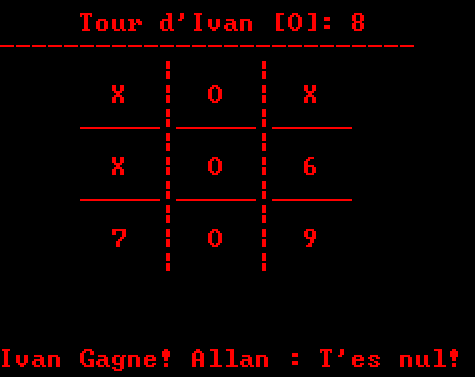 Tour d'Ivan [O]: 8
X O X
X O 6
7 O 9
Ivan Gagne! Allan : T'es nul!